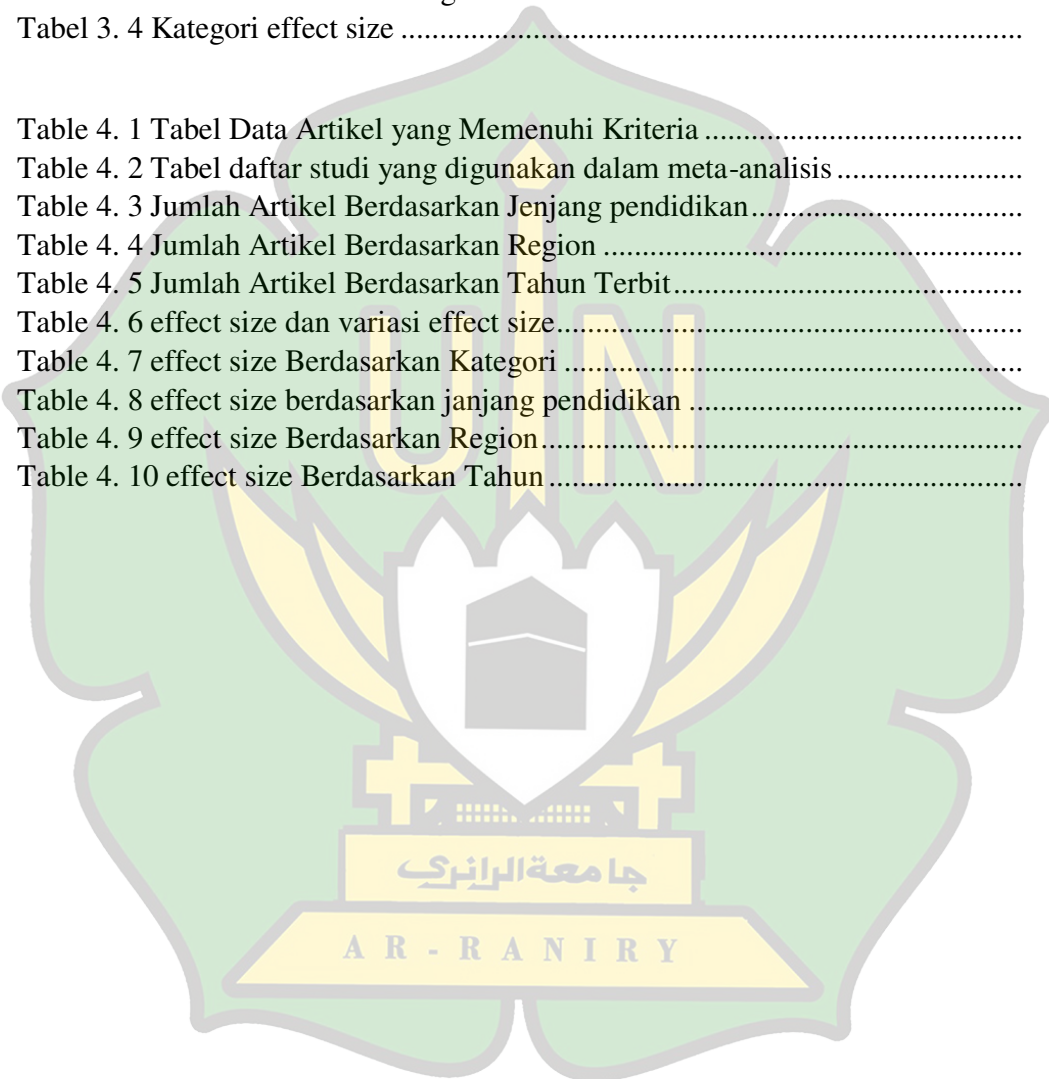 Tabel 3. 4 Kategori effect size ...............................................................................
Table 4. 1 Tabel Data Artikel yang Memenuhi Kriteria ........................................
Table 4. 2 Tabel daftar studi yang digunakan dalam meta-analisis .......................
Table 4. 3 Jumlah Artikel Berdasarkan Jenjang pendidikan..................................
Table 4. 4 Jumlah Artikel Berdasarkan Region .....................................................
Table 4. 5 Jumlah Artikel Berdasarkan Tahun Terbit............................................
Table 4. 6 effect size dan variasi effect size...........................................................
Table 4. 7 effect size Berdasarkan Kategori ..........................................................
Table 4. 8 effect size berdasarkan janjang pendidikan ..........................................
Table 4. 9 effect size Berdasarkan Region.............................................................
Table 4. 10 effect size Berdasarkan Tahun ............................................................
UIN
جامعة الرانري
AR-RANIRY